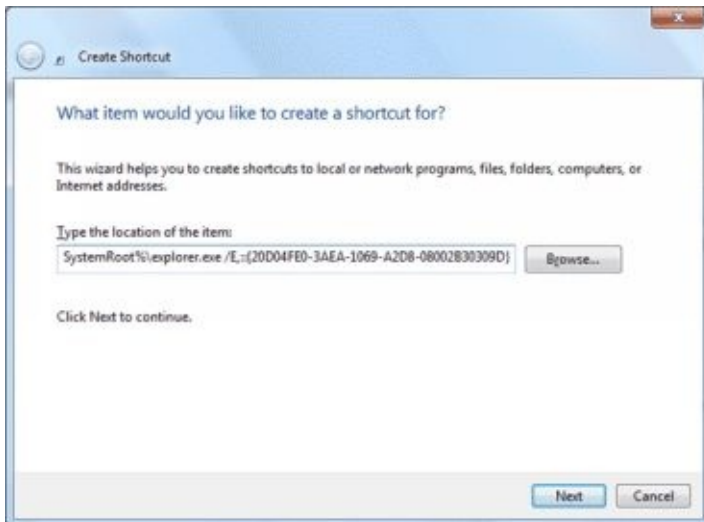 Create Shortcut
What item would you like to create a shortcut for?
This wizard helps you to create shortcuts to local or network programs, files, folders, computers, or
Internet addresses.
Type the location of the item:
SystemRoot%\explorer.exe /E,::{20D04FE0-3AEA-1069-A2D8-08002B30309D}
Browse...
Click Next to continue.
Next
Cancel